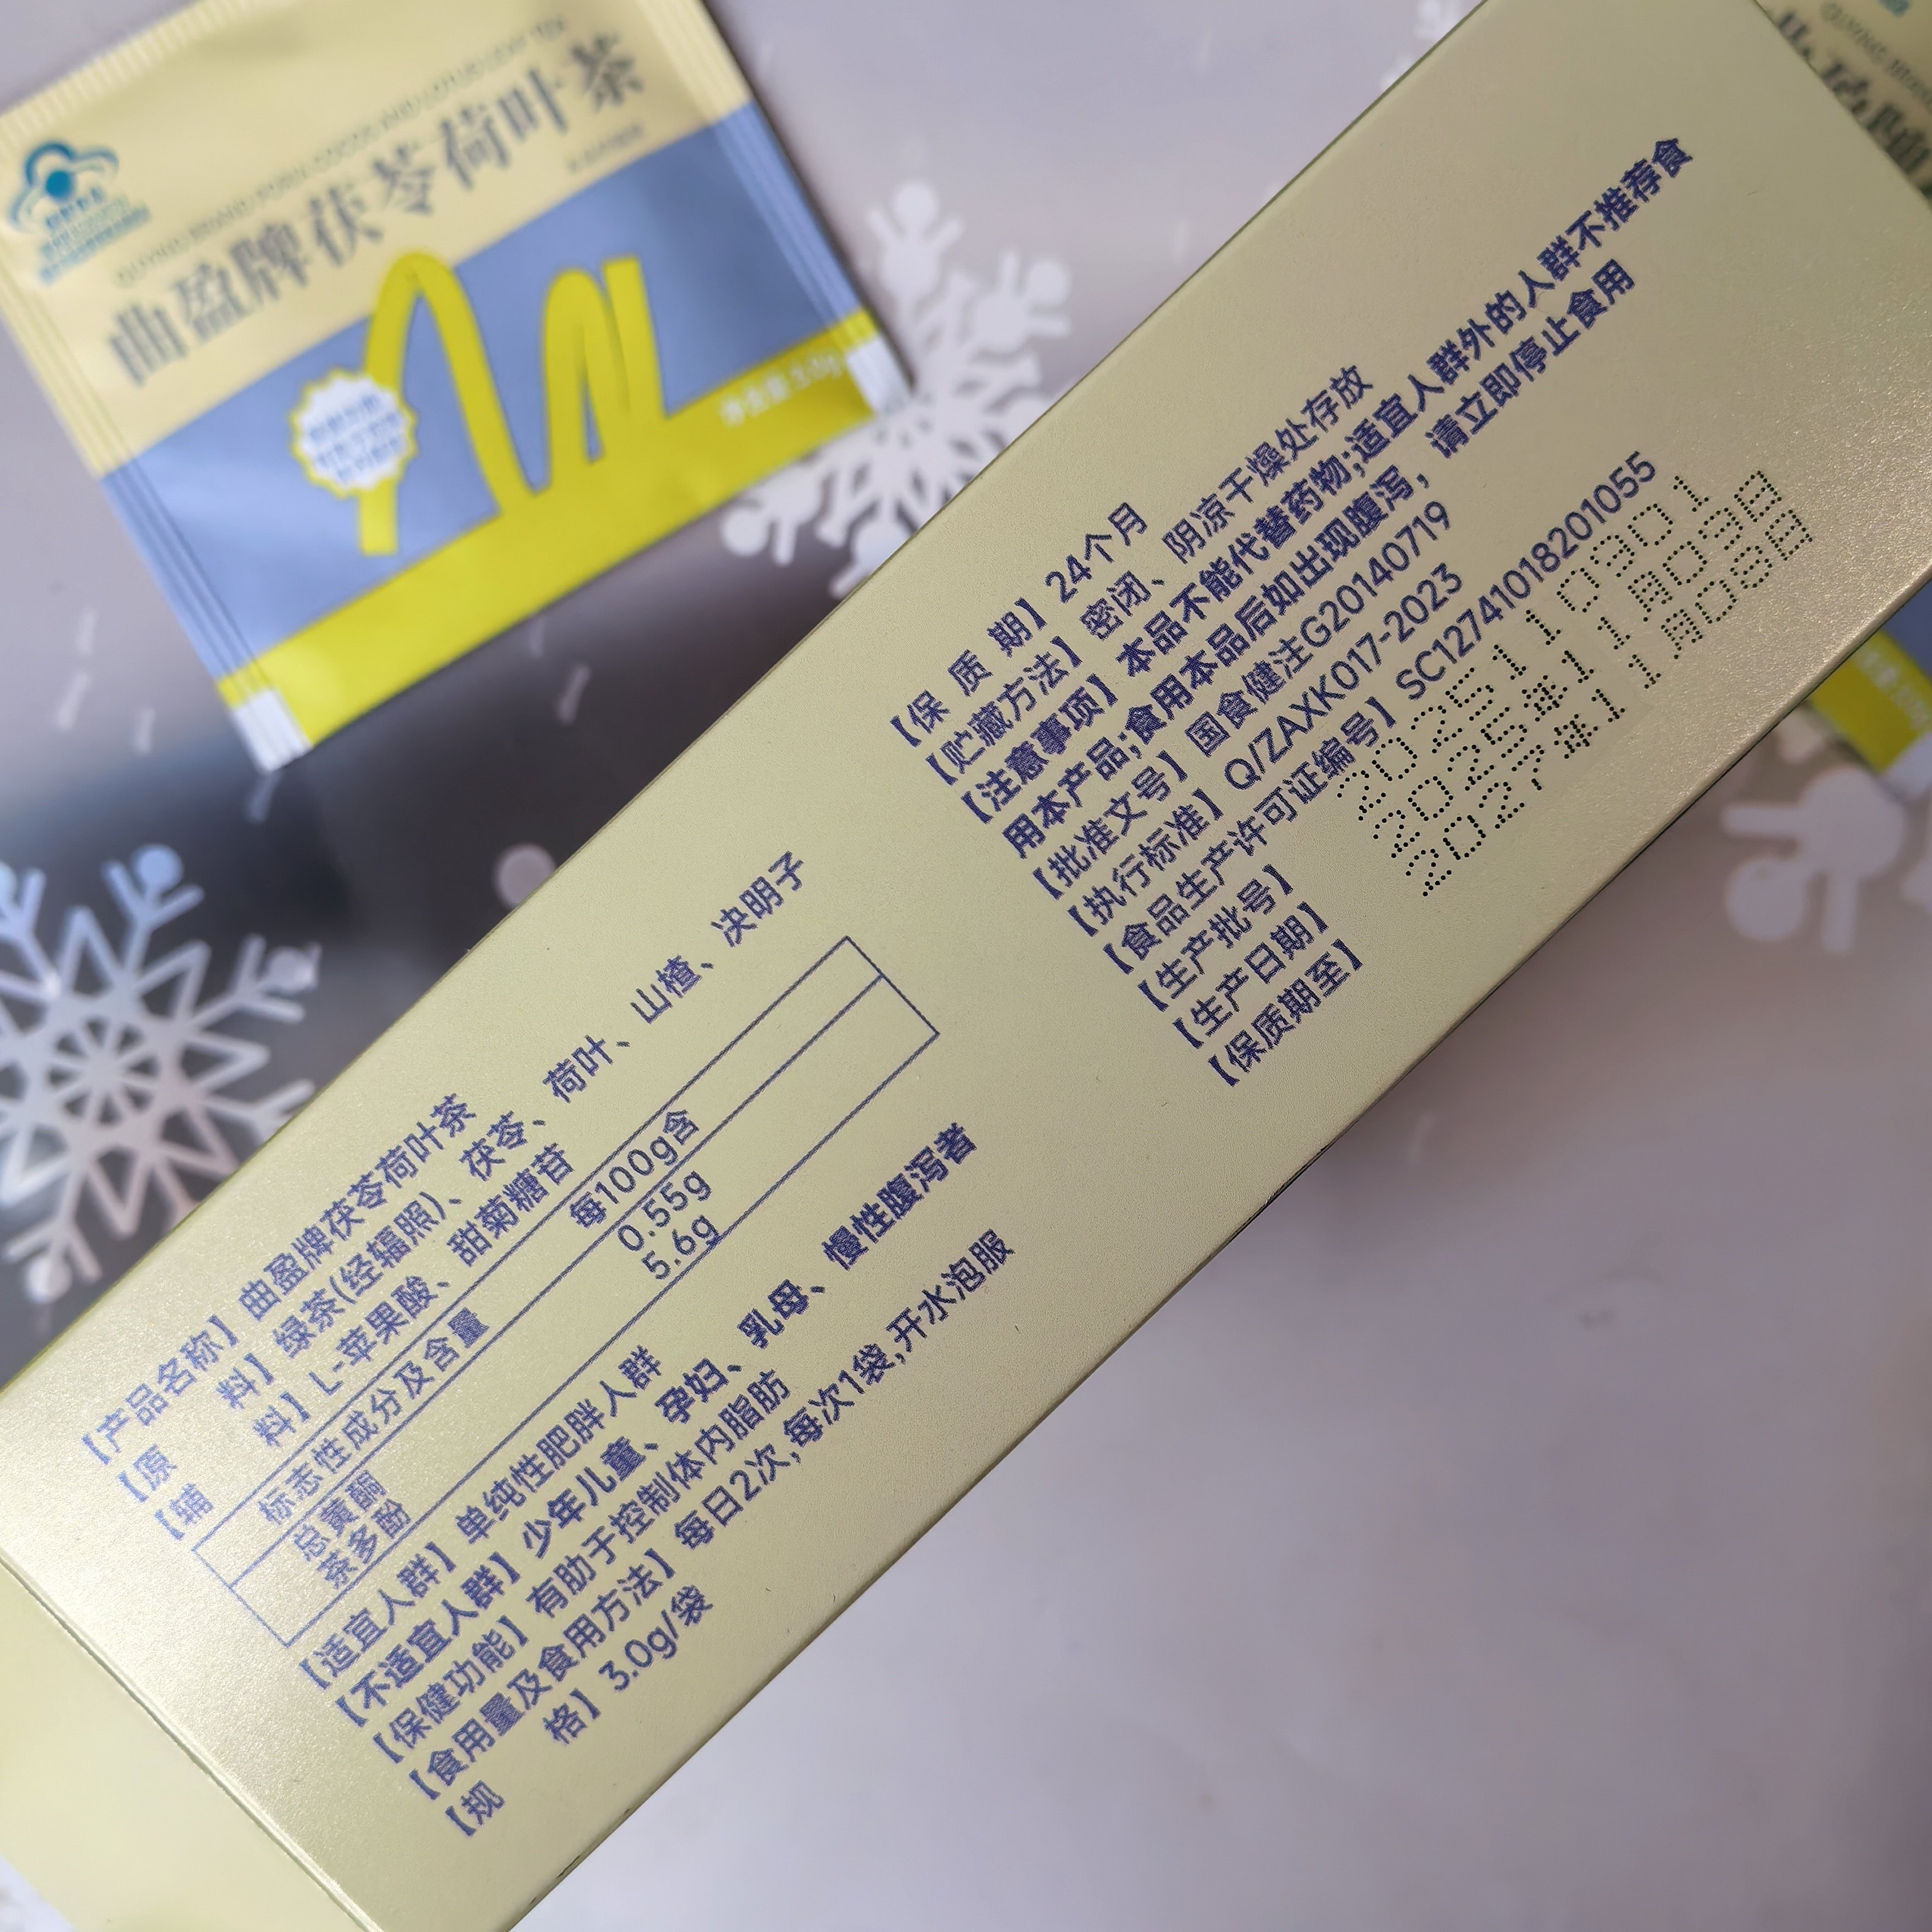 曲盈牌茯苓荷叶茶
净含量:3.0g
【产品名称】曲盈牌茯苓荷叶茶
【原 料】绿茶(经辐照)、茯苓、荷叶、山楂、决明子
【辅 料】L-苹果酸、甜菊糖苷
标志性成分及含量 每100g含
总黄酮 0.55g
茶多酚 5.6g
【适宜人群】单纯性肥胖人群
【不适宜人群】少年儿童、孕妇、乳母、慢性腹泻者
【保健功能】有助于控制体内脂肪
【食用量及食用方法】每日2次,每次1袋,开水泡服
【规 格】3.0g/袋
【保 质 期】24个月
【贮藏方法】密闭、阴凉干燥处存放
【注意事项】本品不能代替药物;适宜人群外的人群不推荐食
用本产品;食用本品后如出现腹泻，请立即停止食用
【批准文号】国食健注G20140719
【执行标准】Q/ZAXK017-2023
【食品生产许可证编号】SC12741018201055
【生产批号】2025110301
【生产日期】2025年11月03日
【保质期至】2027年11月02日